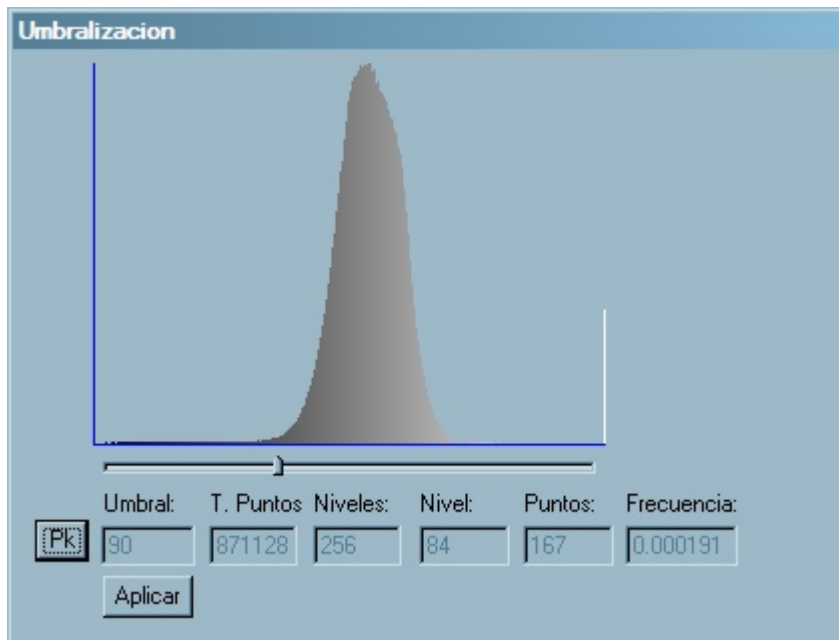 Umbralizacion
Umbral: T. Puntos Niveles: Nivel: Puntos: Frecuencia:
Pk 90 871128 256 84 167 0.000191
Aplicar